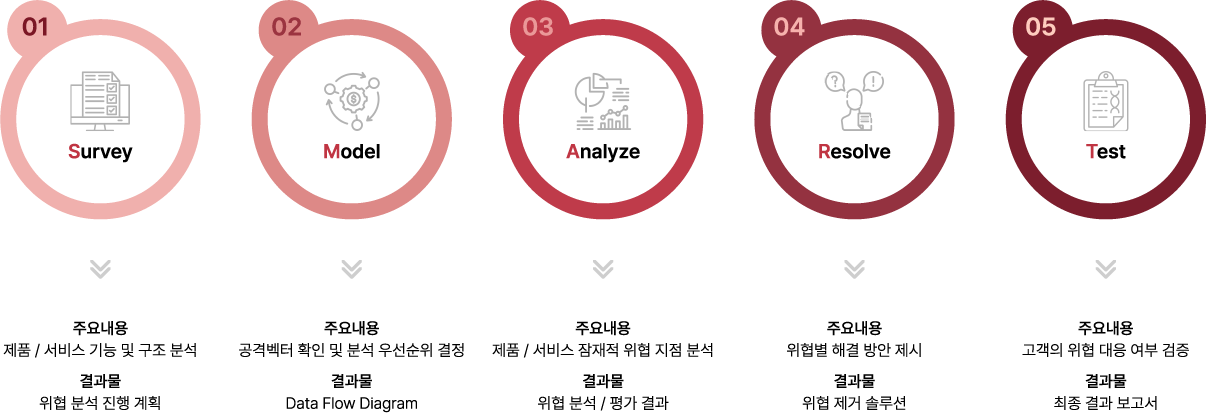 01
Survey
주요내용
제품 / 서비스 기능 및 구조 분석
결과물
위협 분석 진행 계획
02
Model
주요내용
공격벡터 확인 및 분석 우선순위 결정
결과물
Data Flow Diagram
03
Analyze
주요내용
제품 / 서비스 잠재적 위협 지점 분석
결과물
위협 분석 / 평가 결과
04
Resolve
주요내용
위협별 해결 방안 제시
결과물
위협 제거 솔루션
05
Test
주요내용
고객의 위협 대응 여부 검증
결과물
최종 결과 보고서